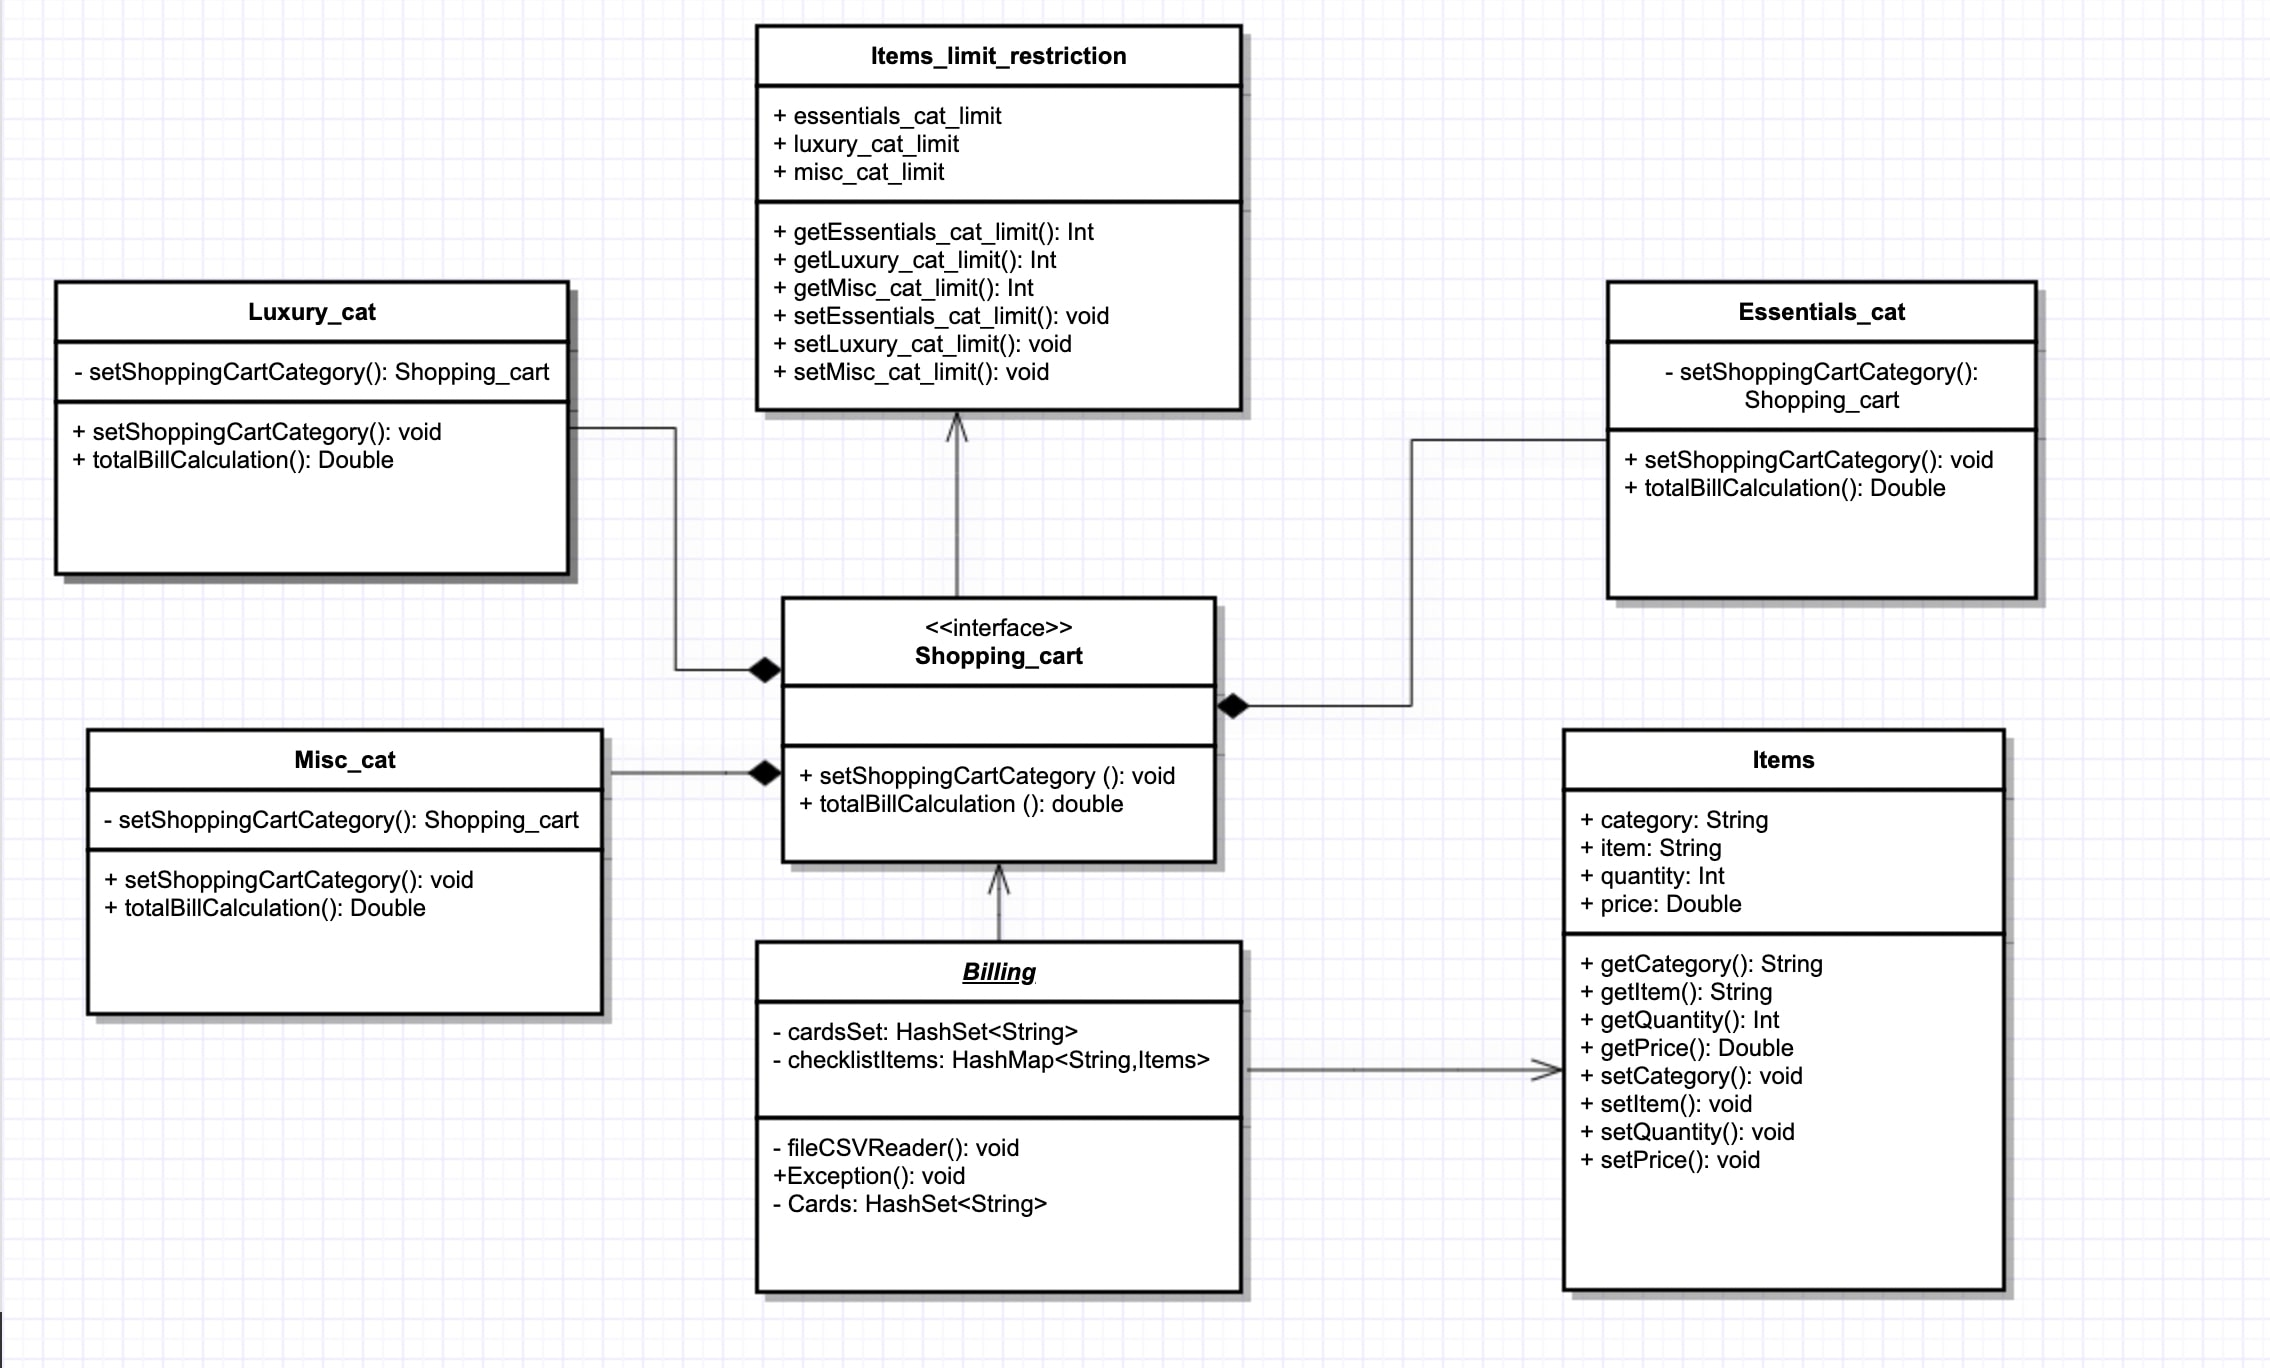 Items_limit_restriction
+ essentials_cat_limit
+ luxury_cat_limit
+ misc_cat_limit
+ getEssentials_cat_limit(): Int
+ getLuxury_cat_limit(): Int
+ getMisc_cat_limit(): Int
+ setEssentials_cat_limit(): void
+ setLuxury_cat_limit(): void
+ setMisc_cat_limit(): void
Luxury_cat
- setShoppingCartCategory(): Shopping_cart
+ setShoppingCartCategory(): void
+ totalBillCalculation(): Double
Essentials_cat
- setShoppingCartCategory():
Shopping_cart
+ setShoppingCartCategory(): void
+ totalBillCalculation(): Double
<<interface>>
Shopping_cart
+ setShoppingCartCategory (): void
+ totalBillCalculation (): double
Misc_cat
- setShoppingCartCategory(): Shopping_cart
+ setShoppingCartCategory(): void
+ totalBillCalculation(): Double
Items
+ category: String
+ item: String
+ quantity: Int
+ price: Double
+ getCategory(): String
+ getItem(): String
+ getQuantity(): Int
+ getPrice(): Double
+ setCategory(): void
+ setItem(): void
+ setQuantity(): void
+ setPrice(): void
Billing
- cardsSet: HashSet<String>
- checklistItems: HashMap<String,Items>
- fileCSVReader(): void
+Exception(): void
- Cards: HashSet<String>